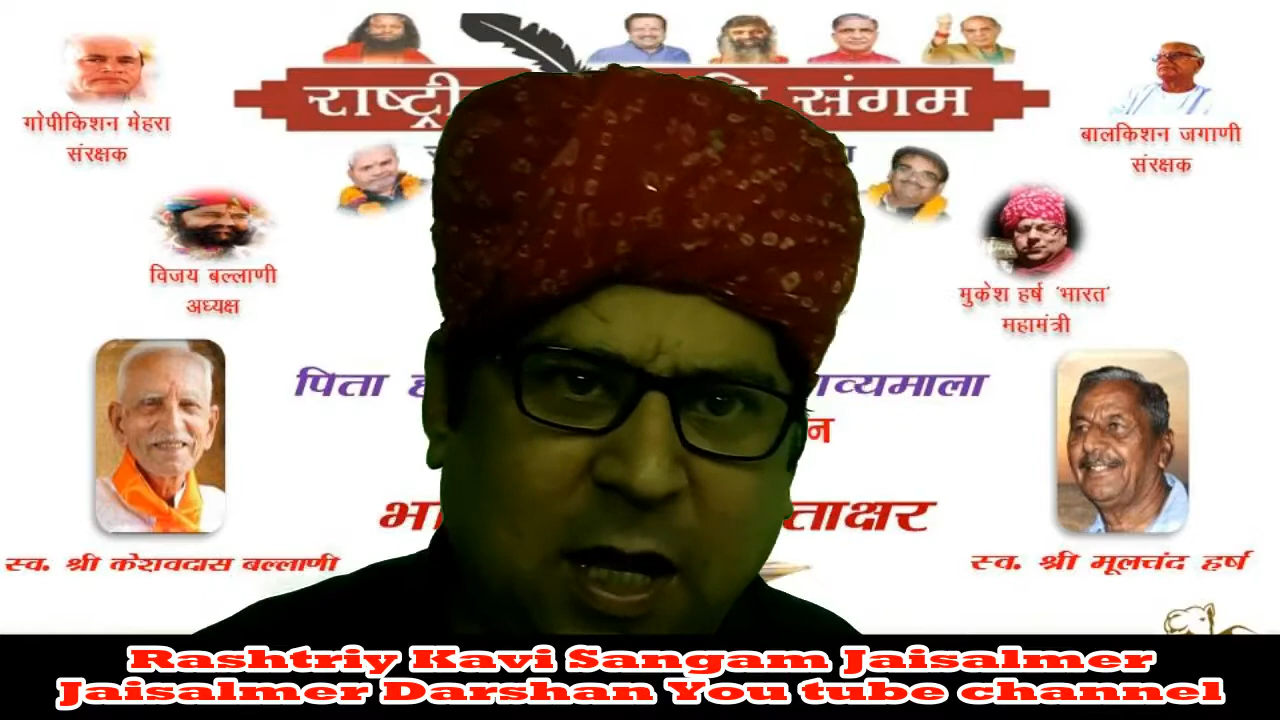 राष्ट्री संगम
गोपीकिशन मेहरा
संरक्षक
बालकिशन जगाणी
संरक्षक
विजय बल्लाणी
अध्यक्ष
मुकेश हर्ष 'भारत'
महामंत्री
पिता ह ाव्यमाला
न
भा ताक्षर
स्व. श्री केशवदास बल्लाणी
स्व. श्री मूलचंद हर्ष
Rashtriy Kavi Sangam Jaisalmer
Jaisalmer Darshan You tube channel